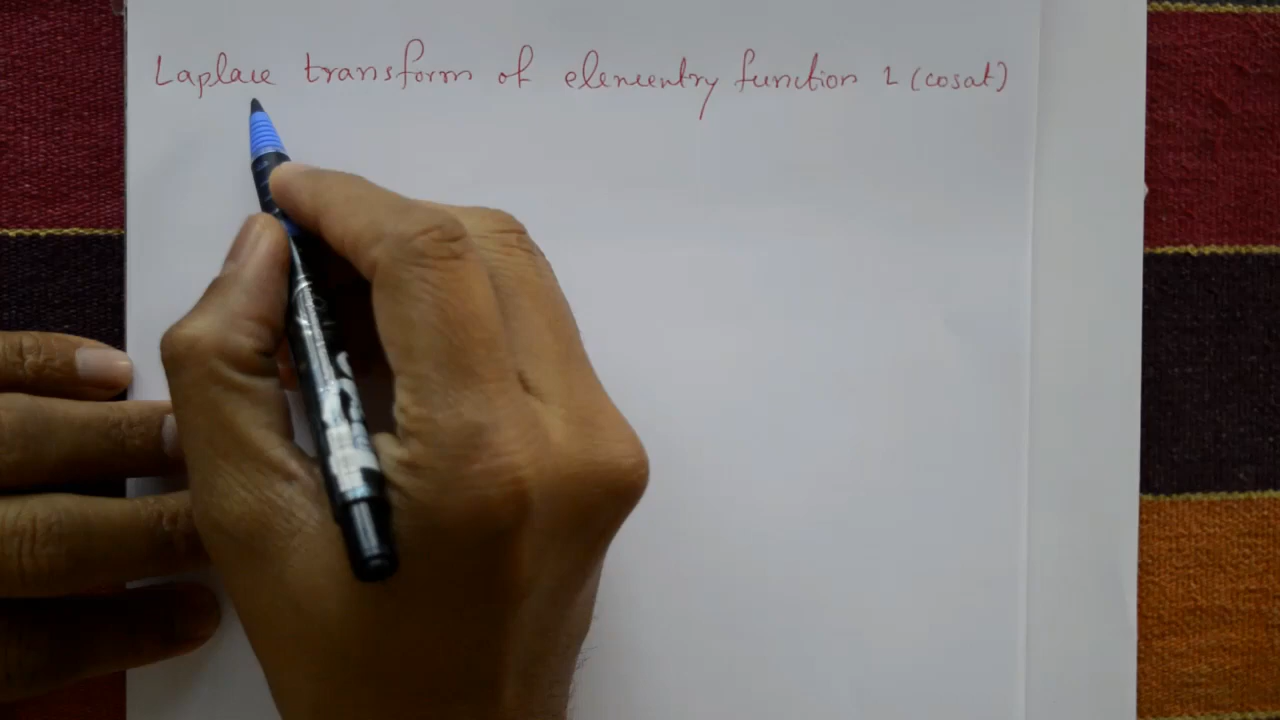 Laplace transform of elementry function L (cosat)